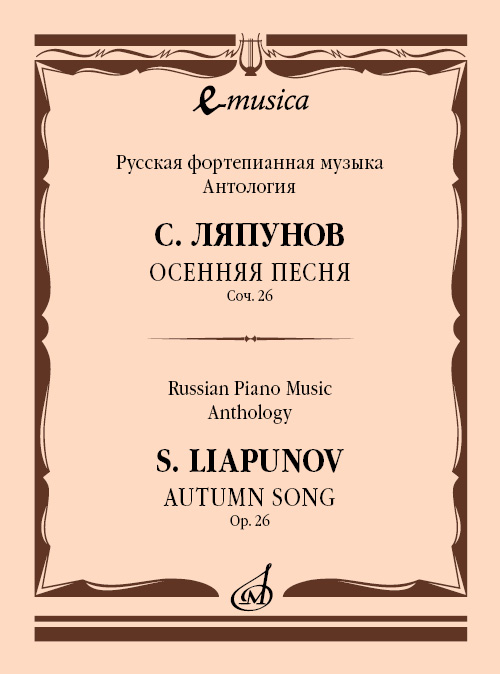 e-musica
Русская фортепианная музыка
Антология
С. ЛЯПУНОВ
ОСЕННЯЯ ПЕСНЯ
Соч. 26
Russian Piano Music
Anthology
S. LIAPUNOV
AUTUMN SONG
Op. 26